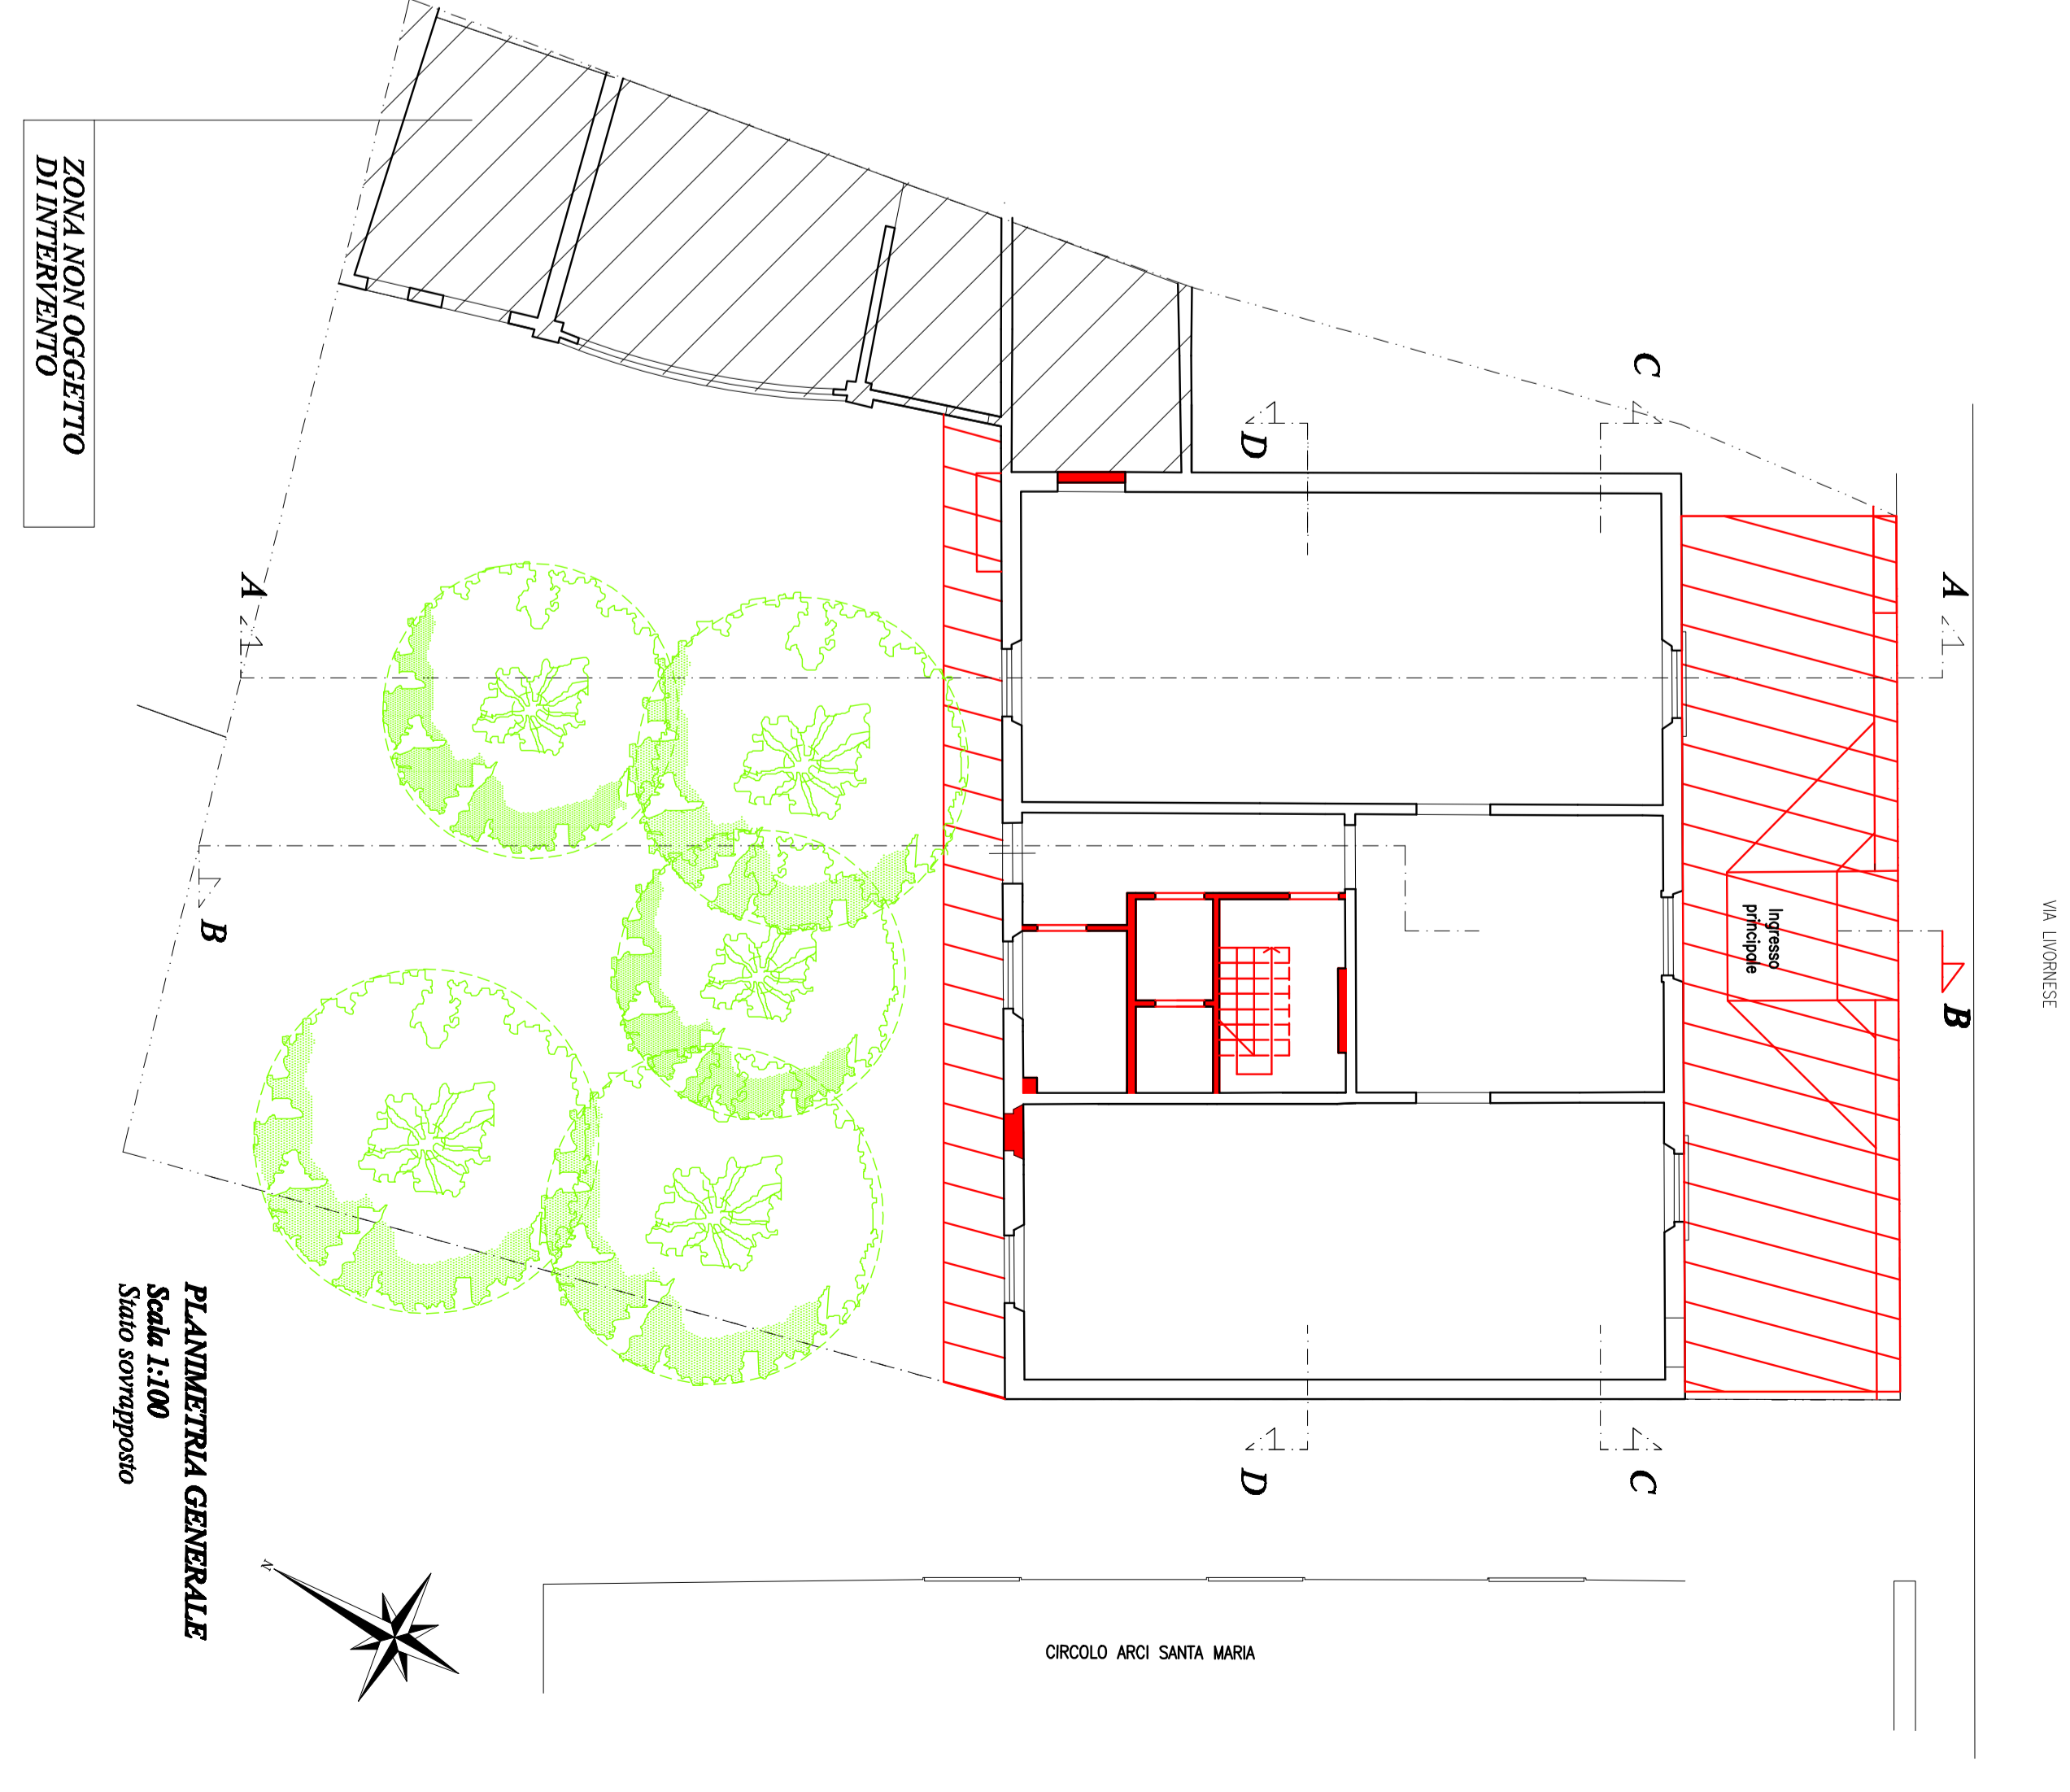 ZONA NON OGGETTO
DI INTERVENTO
C
D
A
A
Ingresso
principale
VIA LIVORNESE
B
B
D
C
PLANIMETRIA GENERALE
Scala 1:100
Stato sovrapposto
N
CIRCOLO ARCI SANTA MARIA